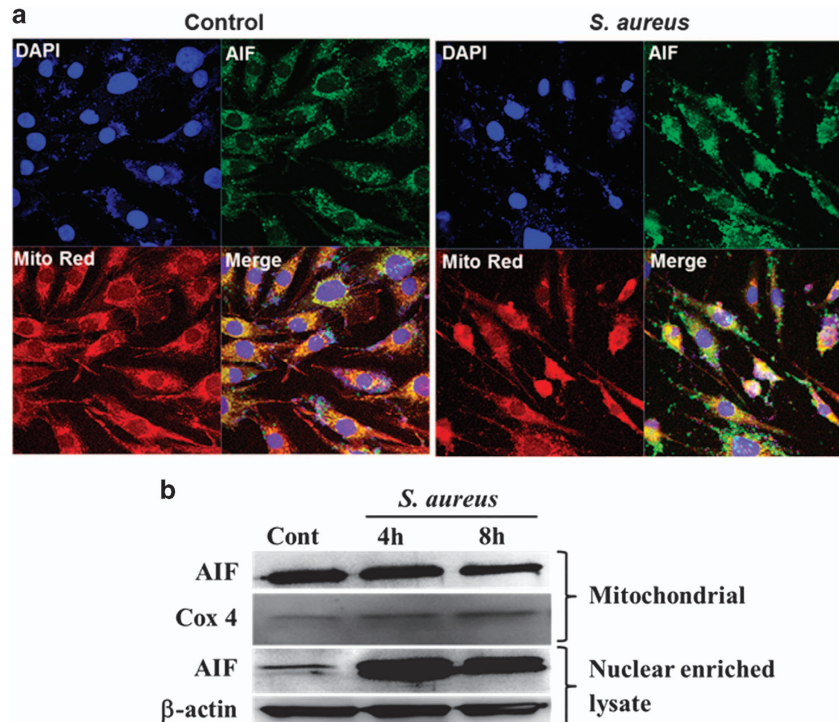 a
Control
S. aureus
DAPI
AIF
DAPI
AIF
Mito Red
Merge
Mito Red
Merge
b
S. aureus
Cont
4h
8h
AIF
Cox 4
Mitochondrial
AIF
β-actin
Nuclear enriched
lysate